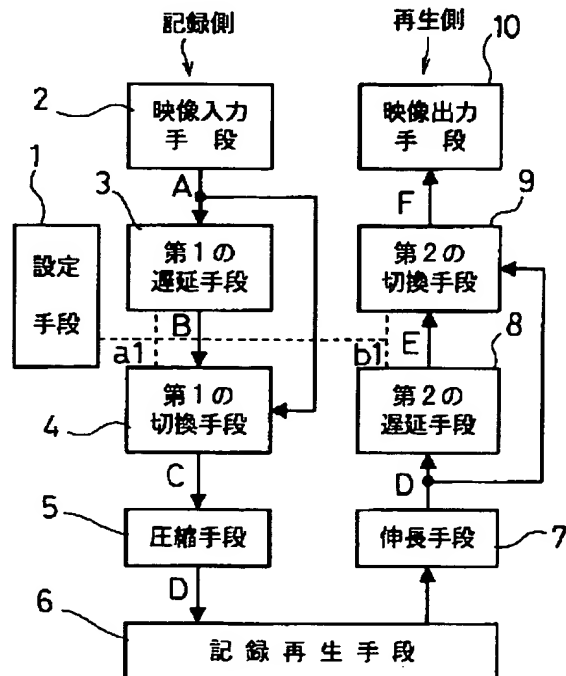 記録側
再生側
10
2
映像入力
手段
映像出力
手段
1
A
F
9
3
設定
手段
第1の
遅延手段
第2の
切換手段
B
E
8
a1
b1
第1の
切換手段
4
第2の
遅延手段
C
D
5
圧縮手段
伸長手段
7
D
6
記録再生手段